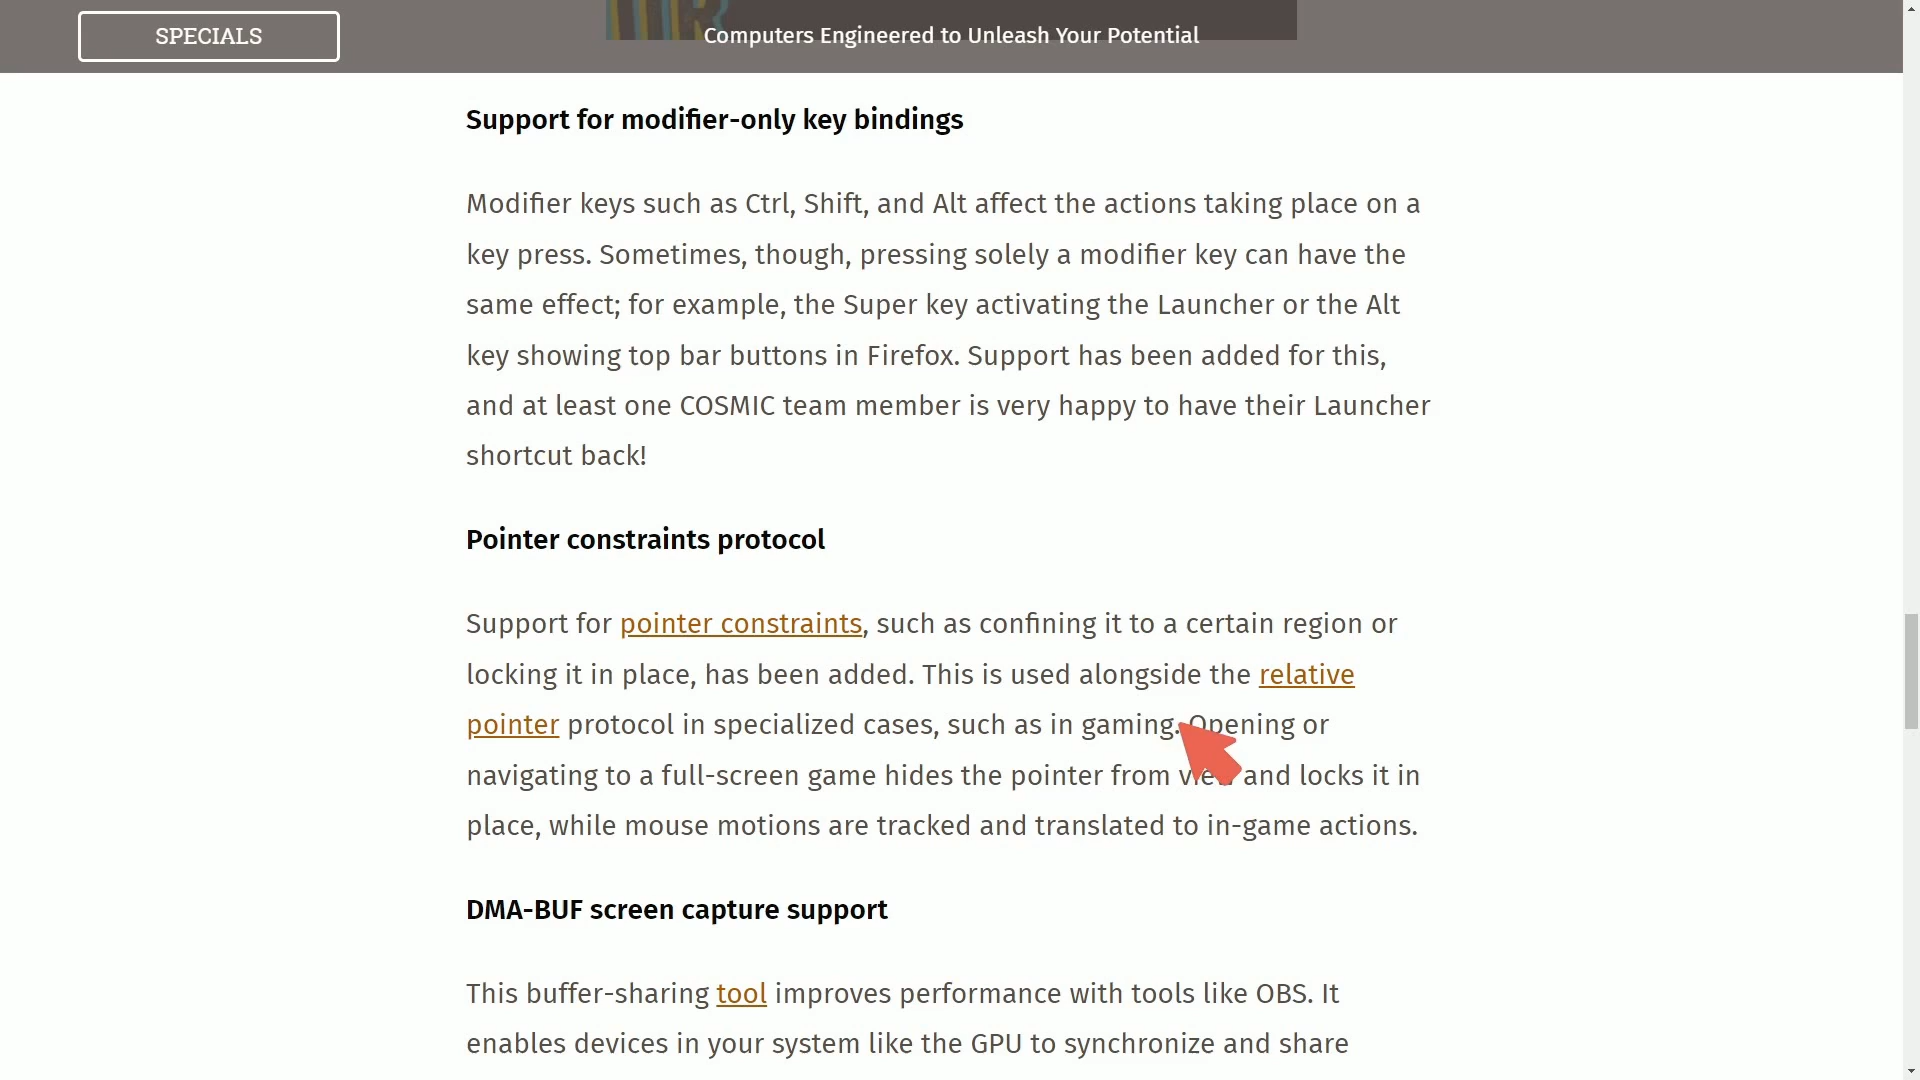 SPECIALS
Computers Engineered to Unleash Your Potential
Support for modifier-only key bindings
Modifier keys such as Ctrl, Shift, and Alt affect the actions taking place on a
key press. Sometimes, though, pressing solely a modifier key can have the
same effect; for example, the Super key activating the Launcher or the Alt
key showing top bar buttons in Firefox. Support has been added for this,
and at least one COSMIC team member is very happy to have their Launcher
shortcut back!
Pointer constraints protocol
Support for pointer constraints, such as confining it to a certain region or
locking it in place, has been added. This is used alongside the relative
pointer protocol in specialized cases, such as in gaming. Opening or
navigating to a full-screen game hides the pointer from view and locks it in
place, while mouse motions are tracked and translated to in-game actions.
DMA-BUF screen capture support
This buffer-sharing tool improves performance with tools like OBS. It
enables devices in your system like the GPU to synchronize and share